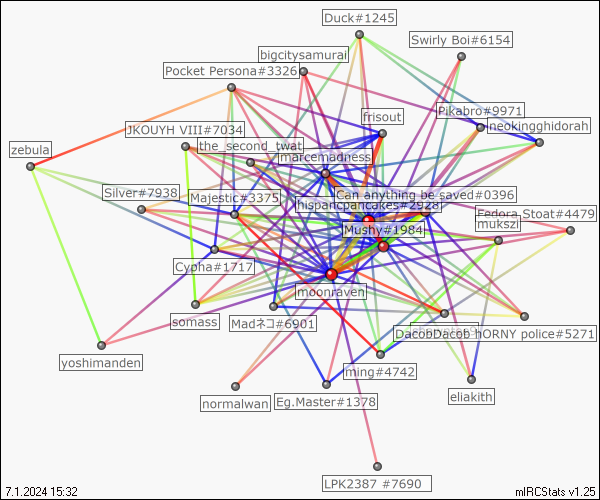 Duck#1245
Swirly Boi#6154
bigcitysamurai
Pocket Persona#3326
Pikabro#9971
frisout
neokingghidorah
JKOUYH VIII#7034
the_second_twat
zebula
marcemadness
Silver#7938
Majestic#3375
Can anything be saved#0396
hispancpancakes#2928
Fedora Stoat#4479
mukszi
Mushy#1984
Cypha#1717
moonraven
somass
Madネコ#6901
DacobDacob hORNY police#5271
yoshimanden
ming#4742
normalwan
Eg.Master#1378
eliakith
LPK2387 #7690
7.1.2024 15:32
mIRCStats v1.25